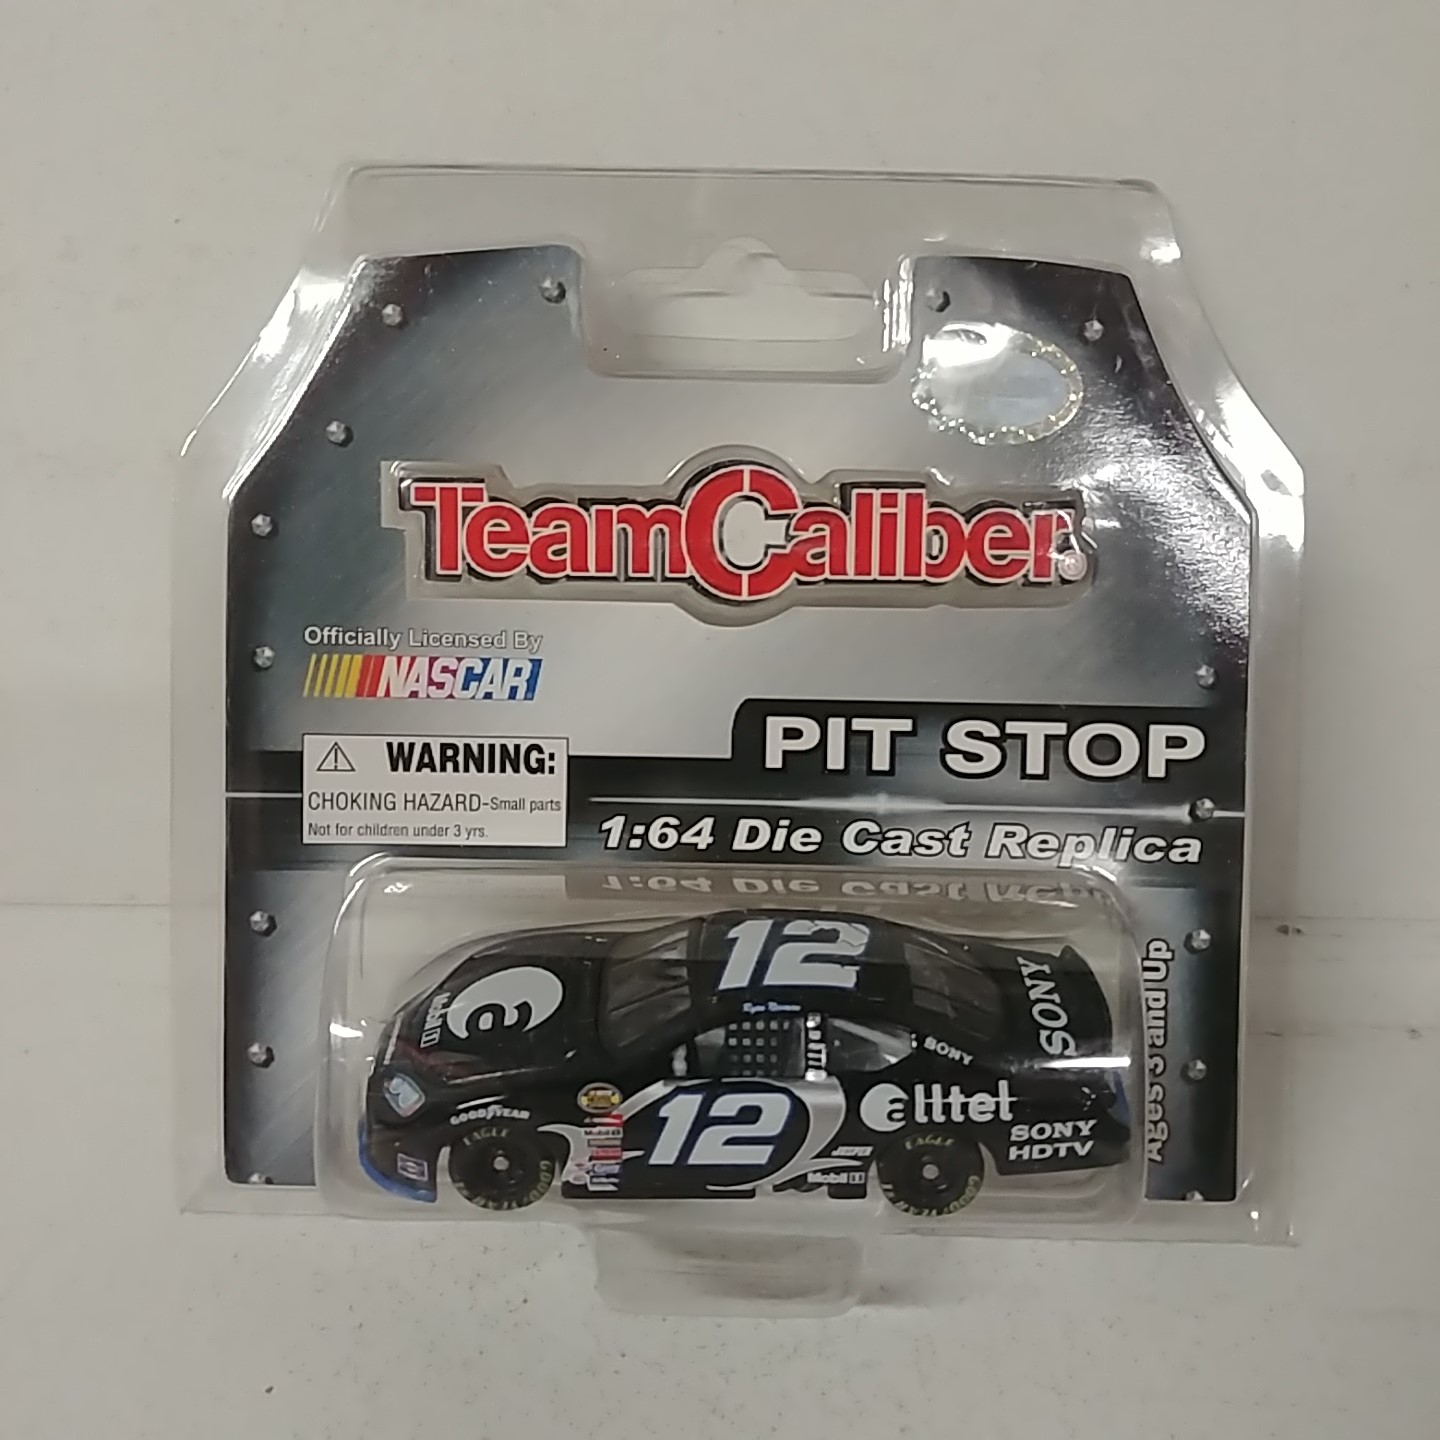 TeamCaliber®
Officially Licensed By
NASCAR
PIT STOP
WARNING:
CHOKING HAZARD-Small parts
Not for children under 3 yrs.
1:64 Die Cast Replica
Ages 3 and Up
12
Mobil 1
SONY
SONY
GOODYEAR
EAGLE
12
alltel
EAGLE
SONY
HDTV
Mobil 1